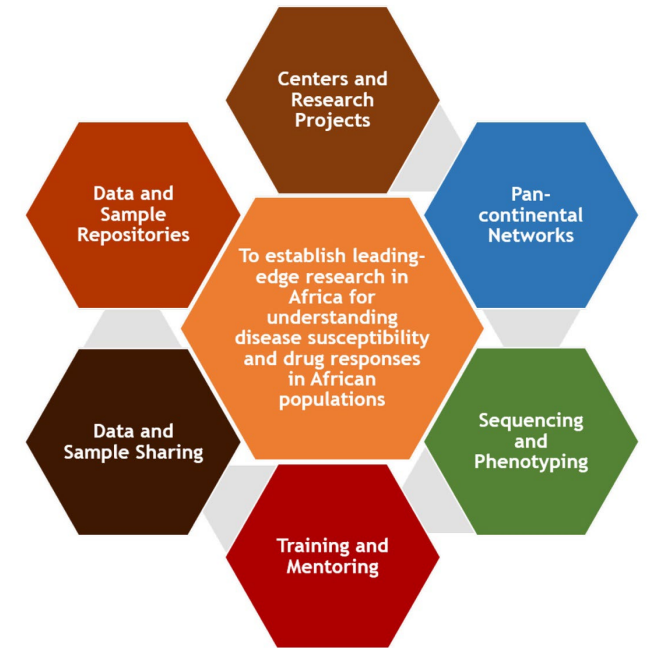 Centers and
Research
Projects
Pan-
continental
Networks
Sequencing
and
Phenotyping
Training and
Mentoring
Data and
Sample Sharing
Data and
Sample
Repositories
To establish leading-
edge research in
Africa for
understanding
disease susceptibility
and drug responses
in African
populations